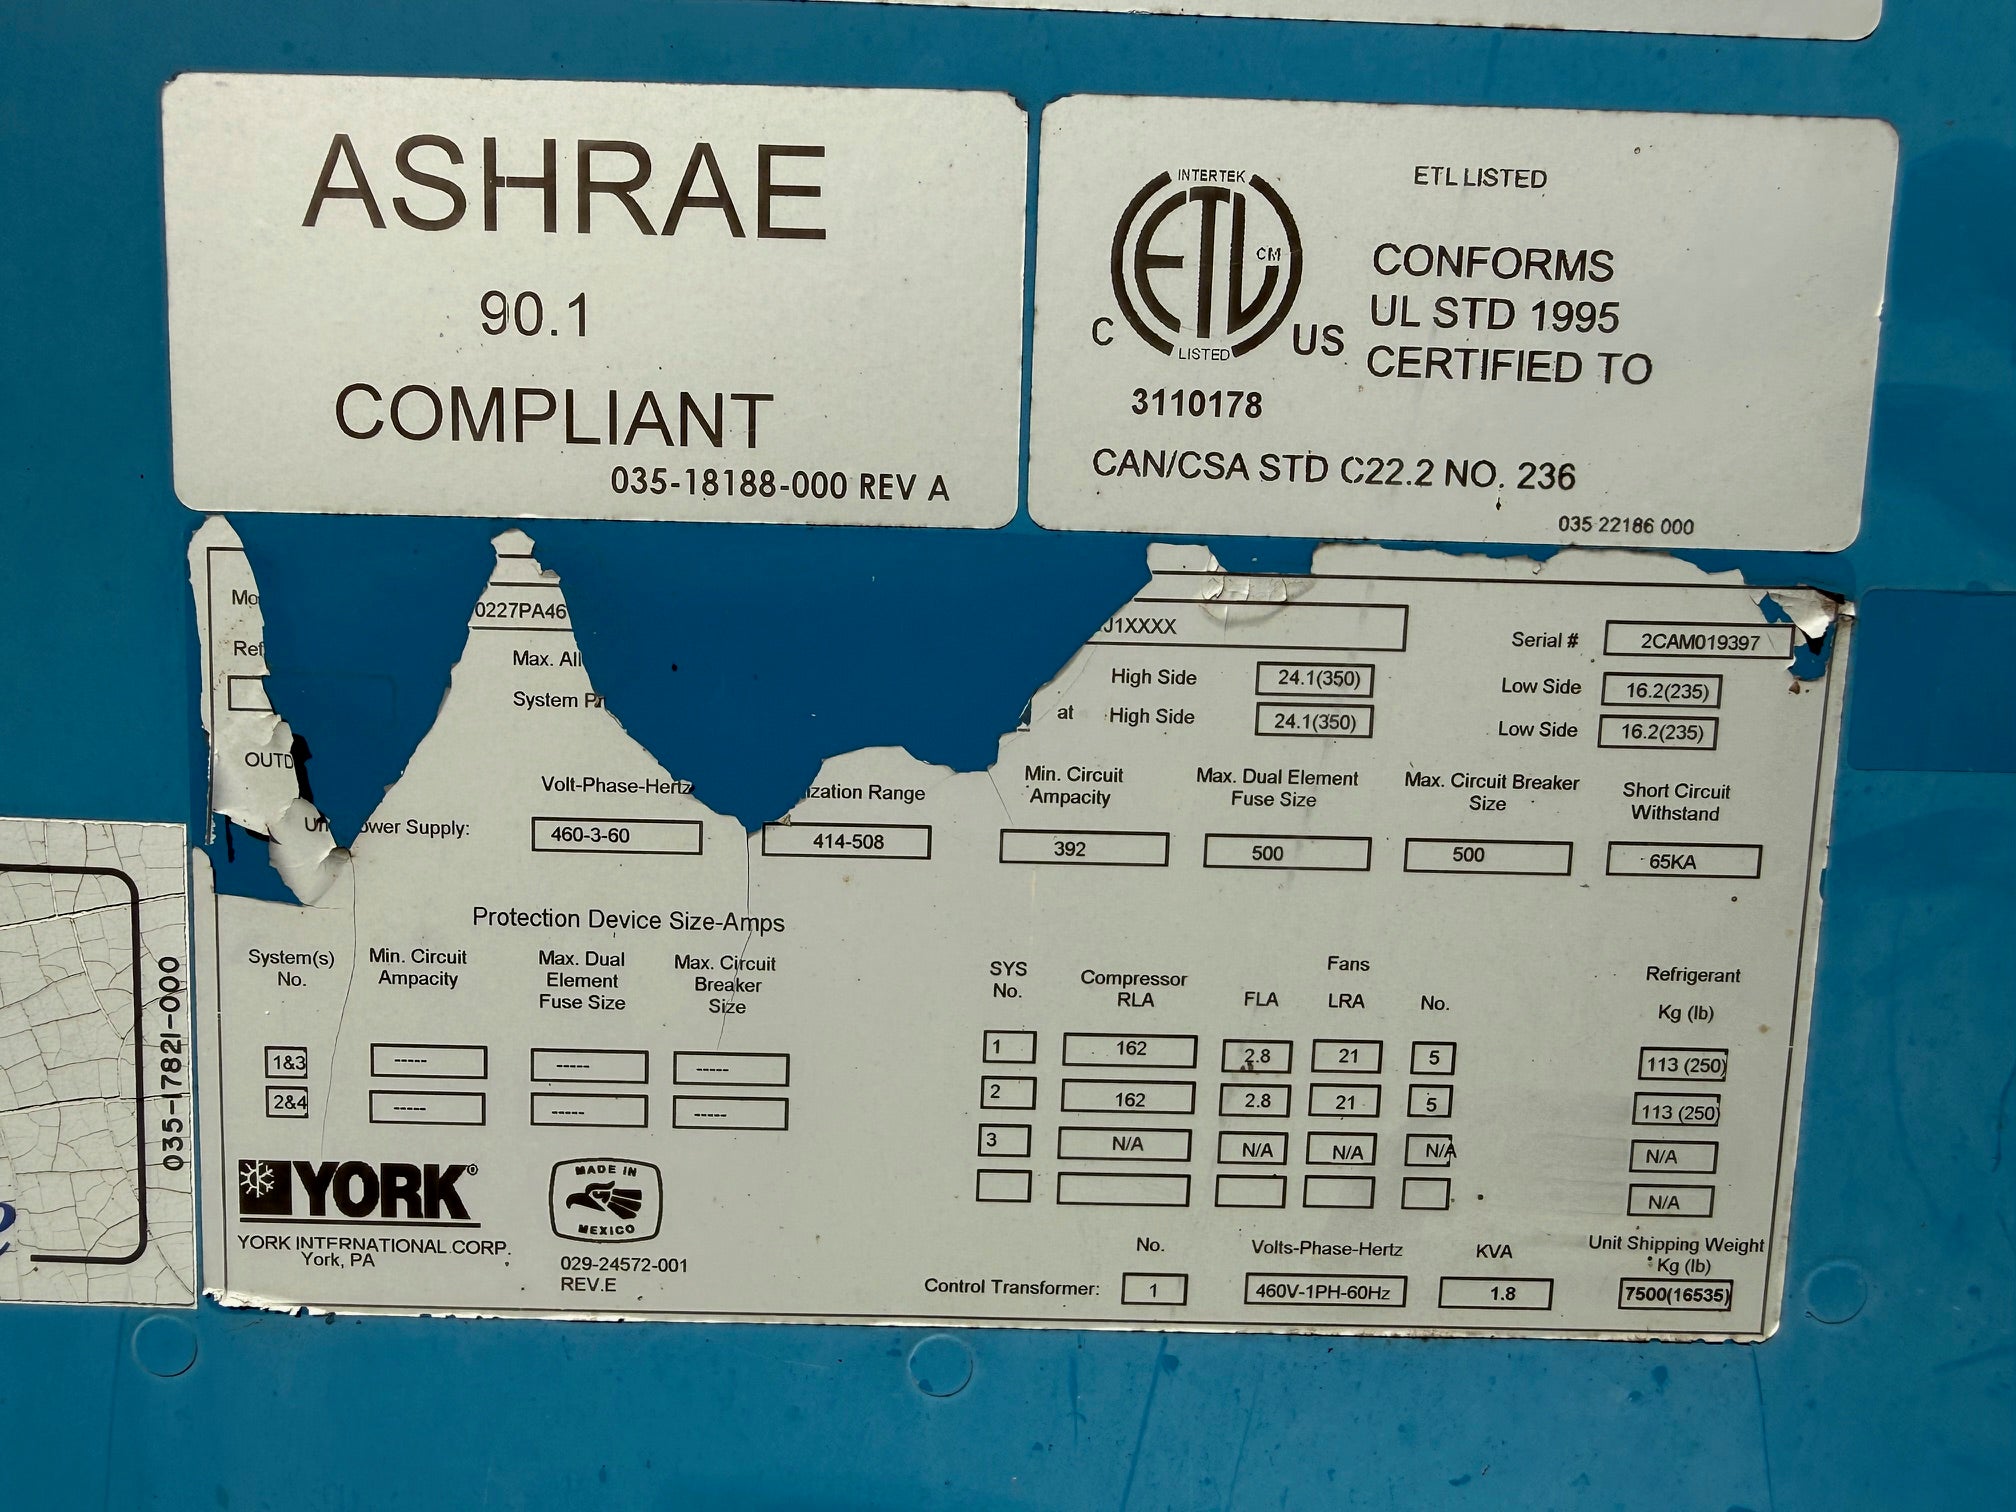 ASHRAE
90.1
COMPLIANT
035-18188-000 REV A
INTERTEK
ETL
CM
LISTED
C
US
3110178
ETL LISTED
CONFORMS
UL STD 1995
CERTIFIED TO
CAN/CSA STD C22.2 NO. 236
035 22186 000
Mo
0227PA46
J1XXXX
Serial # 2CAM019397
Ref
Max. All
High Side 24.1(350) Low Side 16.2(235)
System Pr
at High Side 24.1(350) Low Side 16.2(235)
OUTD
Volt-Phase-Hertz
ization Range
Min. Circuit
Ampacity
Max. Dual Element
Fuse Size
Max. Circuit Breaker
Size
Short Circuit
Withstand
Un ower Supply: 460-3-60 414-508 392 500 500 65KA
Protection Device Size-Amps
System(s)
No.
Min. Circuit
Ampacity
Max. Dual
Element
Fuse Size
Max. Circuit
Breaker
Size
1&3 ----- ----- -----
2&4 ----- ----- -----
SYS
No.
Compressor
RLA
Fans
FLA LRA No.
Refrigerant
Kg (lb)
1 162 2.8 21 5 113 (250)
2 162 2.8 21 5 113 (250)
3 N/A N/A N/A N/A N/A
N/A
YORK®
YORK INTERNATIONAL CORP.
York, PA
MADE IN
MEXICO
029-24572-001
REV.E
No. Volts-Phase-Hertz KVA
Unit Shipping Weight
Kg (lb)
Control Transformer: 1 460V-1PH-60Hz 1.8 7500(16535)
035-17821-000